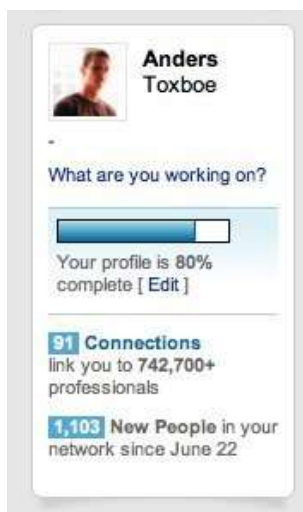 Anders
Toxboe
-
What are you working on?
Your profile is 80%
complete [ Edit ]
91 Connections
link you to 742,700+
professionals
1,103 New People in your
network since June 22